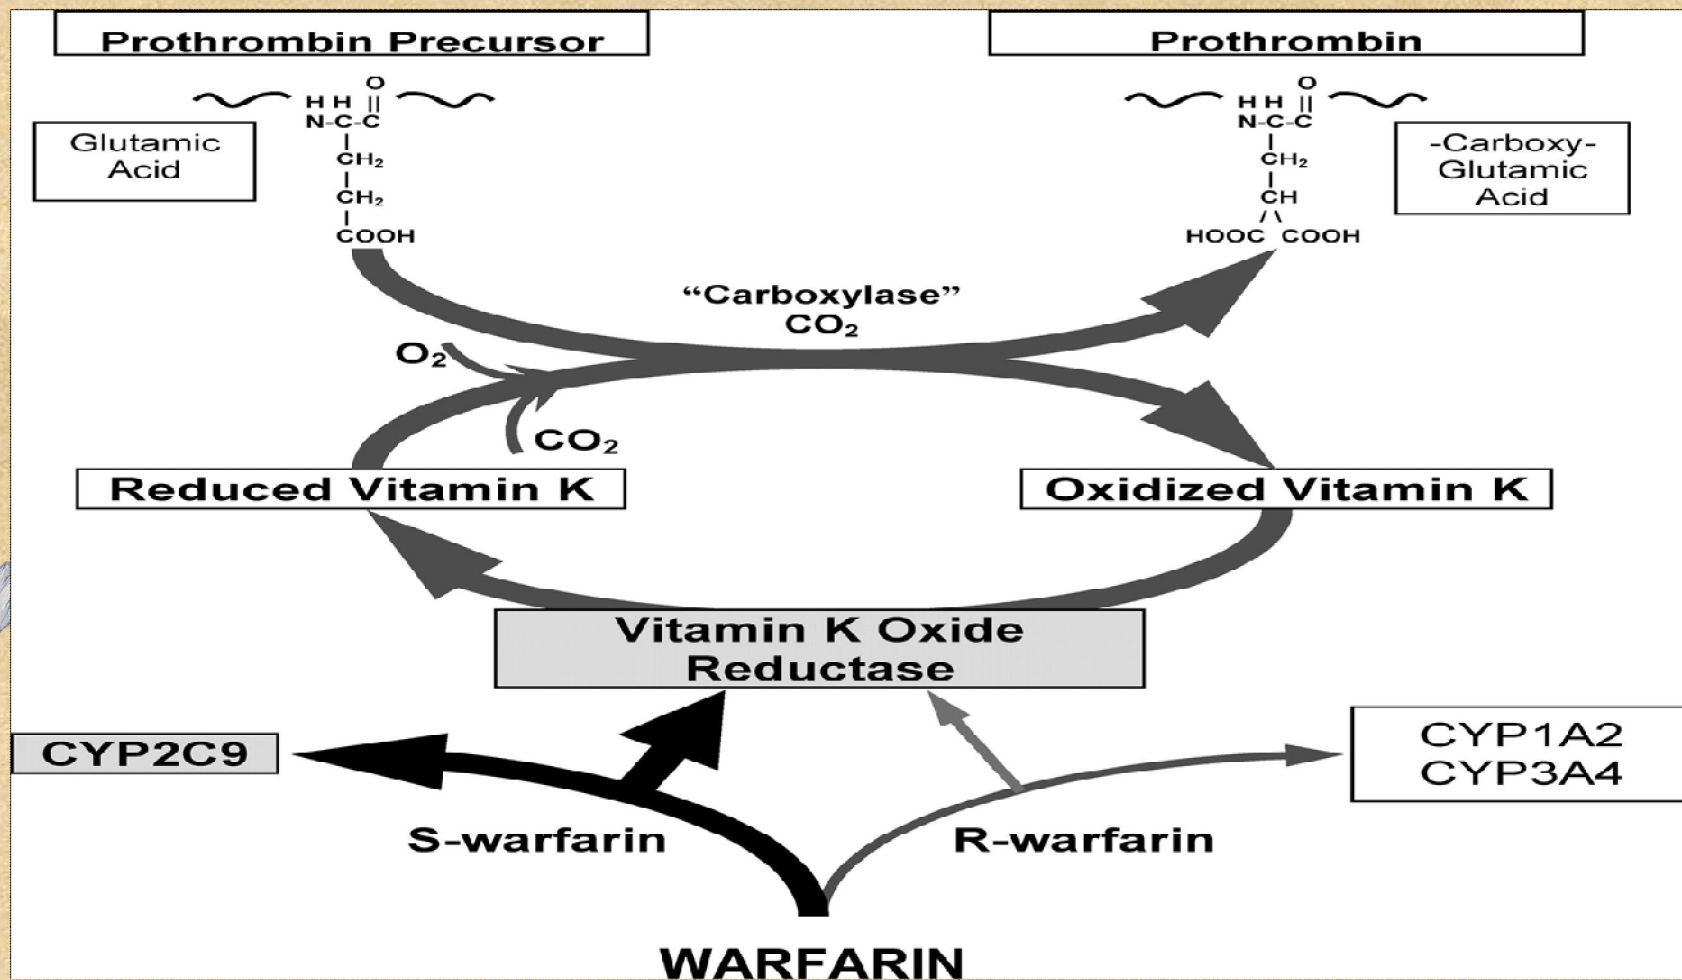 Prothrombin Precursor
Prothrombin
O
H H ||
N-C-C
CH₂
CH₂
COOH
Glutamic
Acid
O
H H ||
N-C-C
CH₂
CH
HOOC COOH
-Carboxy-
Glutamic
Acid
“Carboxylase”
CO₂
O₂
CO₂
Reduced Vitamin K
Oxidized Vitamin K
Vitamin K Oxide
Reductase
CYP2C9
CYP1A2
CYP3A4
S-warfarin
R-warfarin
WARFARIN